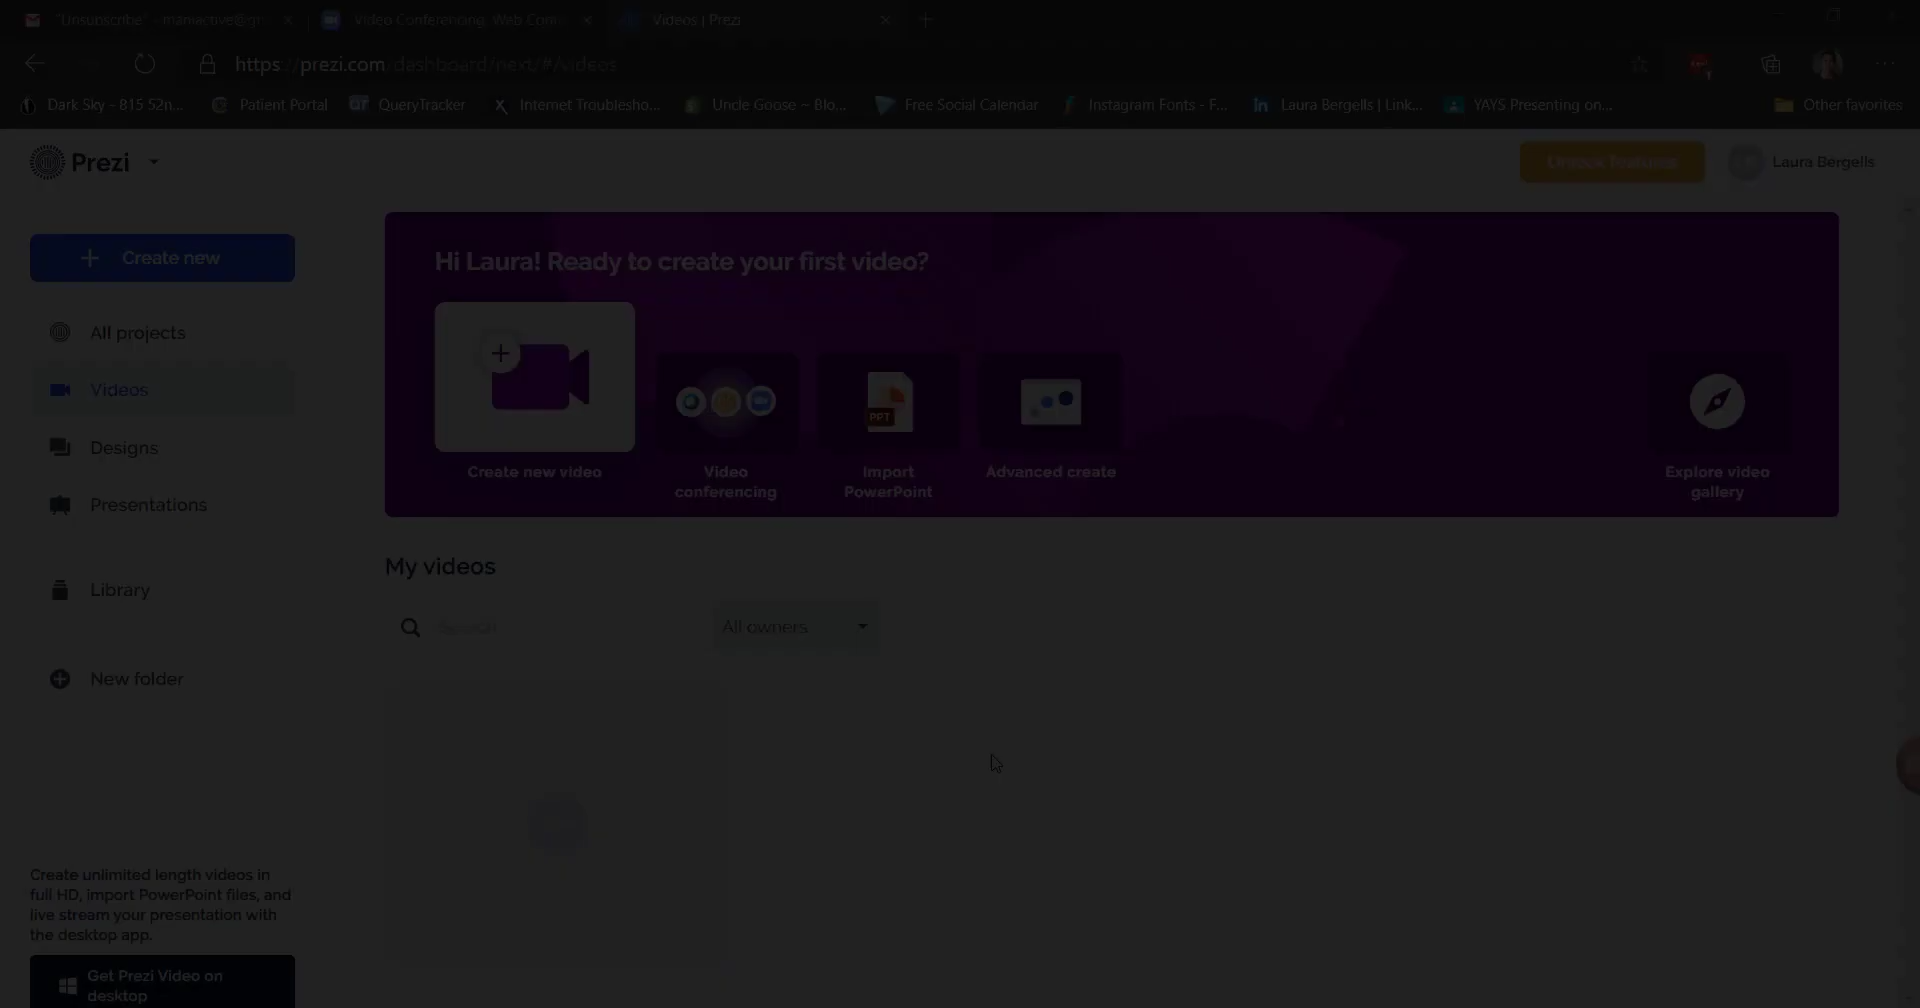 "Unsubscribe" - maniactive@gr
Video Conferencing, Web Con
Videos | Prezi
https://prezi.com/dashboard/next/#/videos
Dark Sky - 815 52n...
Patient Portal
QueryTracker
Internet Troublesho...
Uncle Goose ~ Blo...
Free Social Calendar
Instagram Fonts - F...
Laura Bergells | Link...
YAYS Presenting on...
Other favorites
Prezi
Unlock features
Laura Bergells
Create new
All projects
Videos
Designs
Presentations
Library
New folder
Hi Laura! Ready to create your first video?
Create new video
Video
conferencing
PPT
Import
PowerPoint
Advanced create
Explore video
gallery
My videos
Search
All owners
Create unlimited length videos in
full HD, import PowerPoint files, and
live stream your presentation with
the desktop app.
Get Prezi Video on
desktop